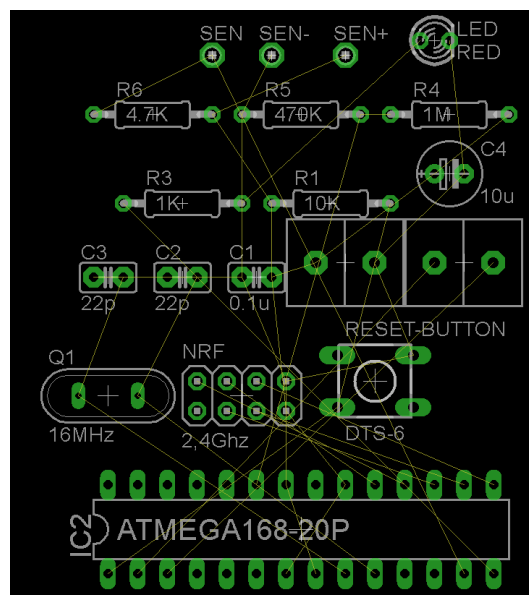 SEN SEN- SEN+ LED
RED
R6 R5 R4
4.7K 470K 1M
C4
10u
R3 R1
1K 10K
C3 C2 C1
22p 22p 0.1u
RESET-BUTTON
Q1 NRF
16MHz 2,4Ghz DTS-6
IC2 ATMEGA168-20P